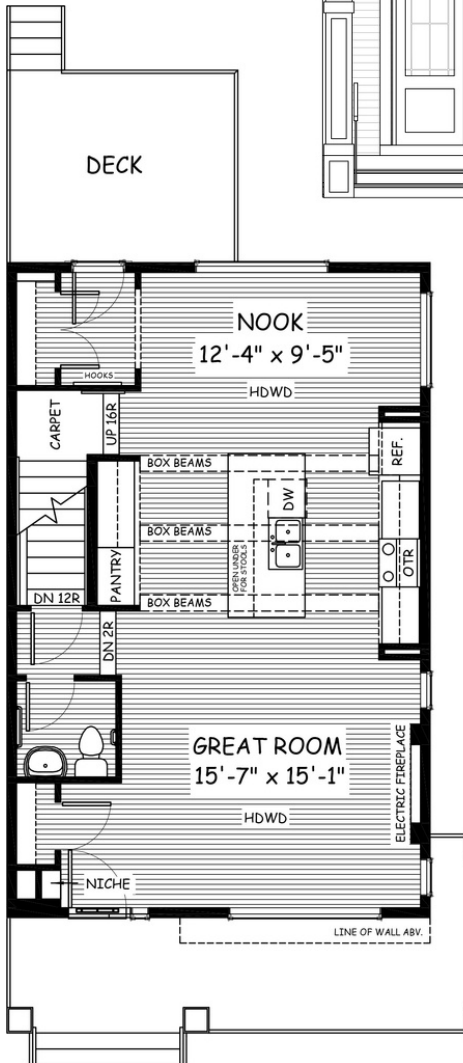 DECK
NOOK
12'-4" x 9'-5"
HOOKS
HDWD
CARPET
UP 16R
REF.
BOX BEAMS
DW
BOX BEAMS
OPEN UNDER
FOR STOOLS
OTR
PANTRY
DN 12R
BOX BEAMS
DN 2R
GREAT ROOM
15'-7" x 15'-1"
ELECTRIC FIREPLACE
HDWD
NICHE
LINE OF WALL ABV.